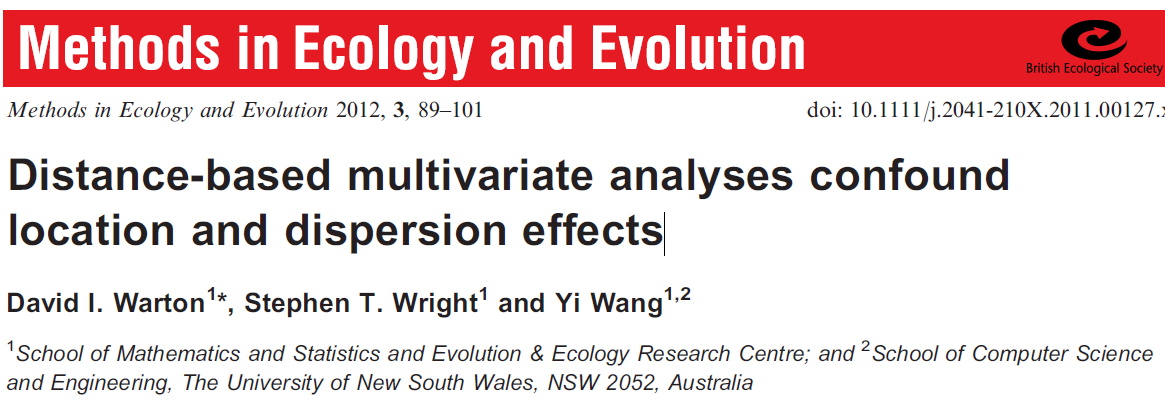 Methods in Ecology and Evolution
British Ecological Society
Methods in Ecology and Evolution 2012, 3, 89–101
doi: 10.1111/j.2041-210X.2011.00127.x
Distance-based multivariate analyses confound
location and dispersion effects
David I. Warton¹*, Stephen T. Wright¹ and Yi Wang¹,²
¹School of Mathematics and Statistics and Evolution & Ecology Research Centre; and ²School of Computer Science
and Engineering, The University of New South Wales, NSW 2052, Australia